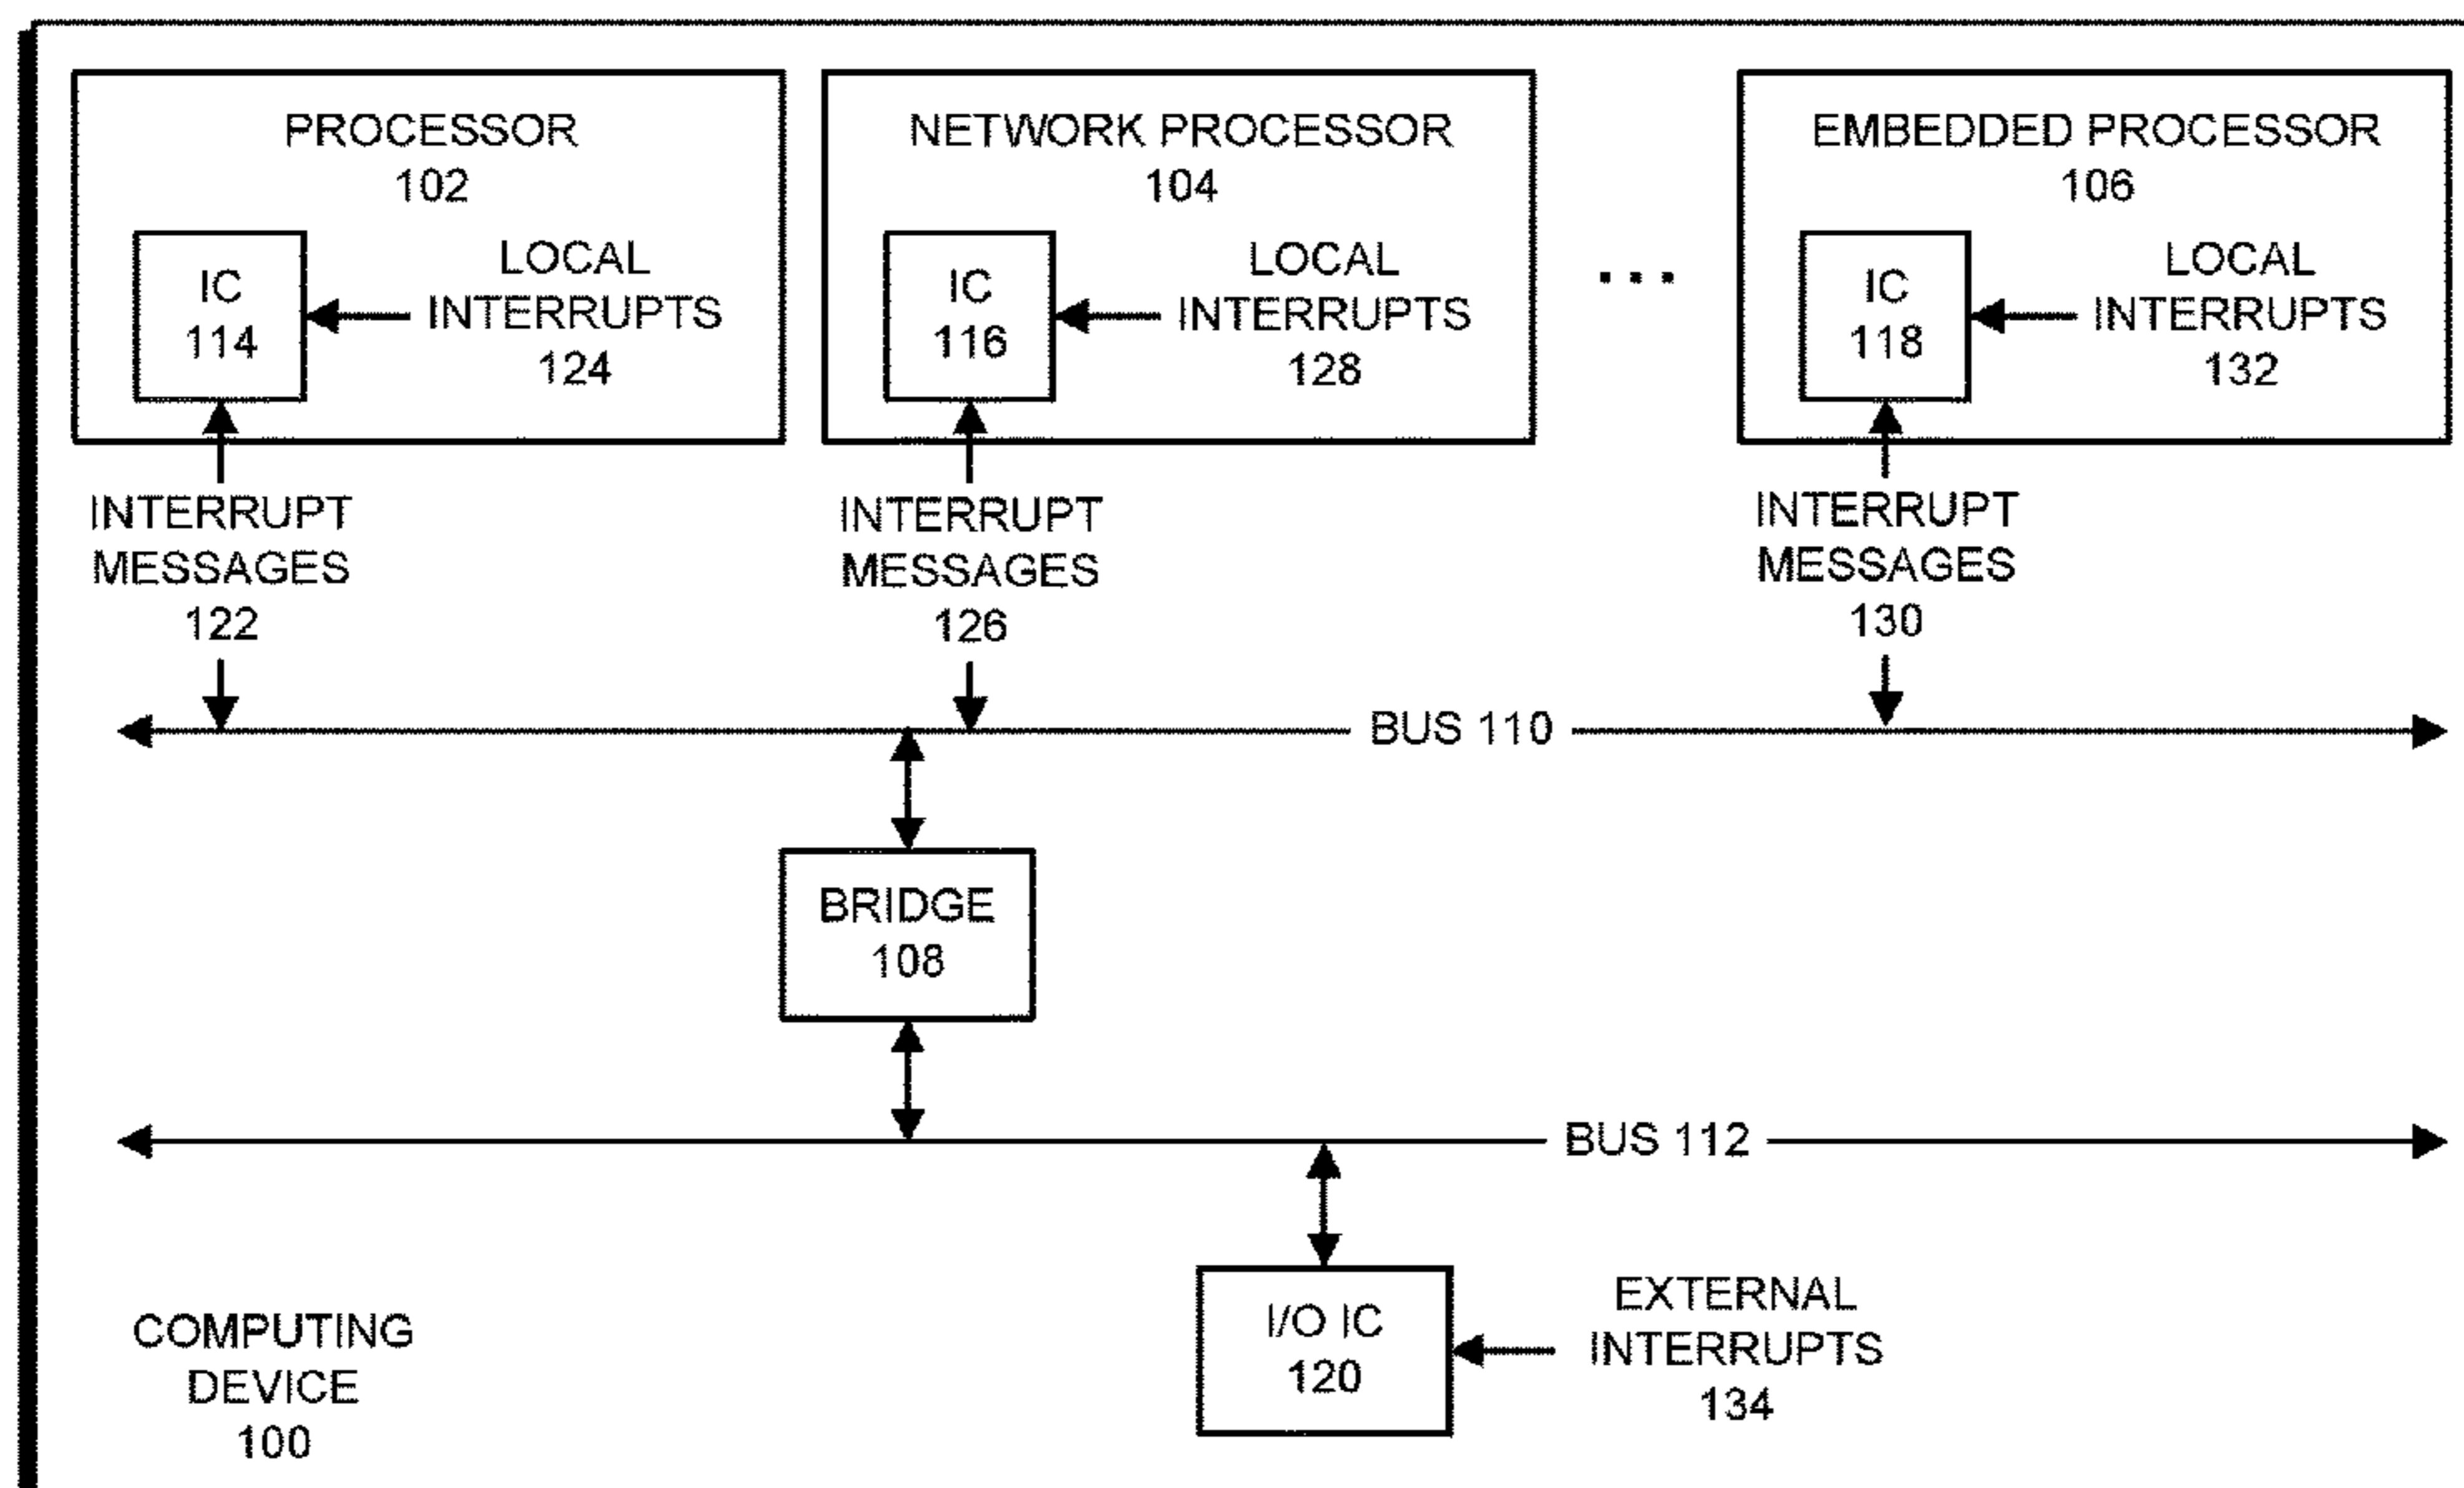 PROCESSOR
102
IC
114
LOCAL
INTERRUPTS
124
NETWORK PROCESSOR
104
IC
116
LOCAL
INTERRUPTS
128
...
EMBEDDED PROCESSOR
106
IC
118
LOCAL
INTERRUPTS
132
INTERRUPT
MESSAGES
122
INTERRUPT
MESSAGES
126
INTERRUPT
MESSAGES
130
BUS 110
BRIDGE
108
BUS 112
I/O IC
120
EXTERNAL
INTERRUPTS
134
COMPUTING
DEVICE
100